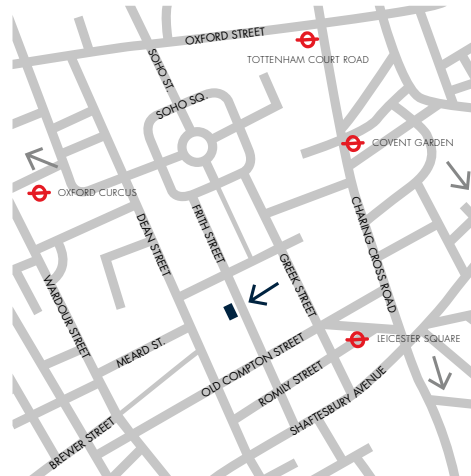 OXFORD STREET
TOTTENHAM COURT ROAD
SOHO ST.
SOHO SQ.
COVENT GARDEN
OXFORD CURCUS
DEAN STREET
FRITH STREET
CHARING CROSS ROAD
GREEK STREET
WARDOUR STREET
MEARD ST.
LEICESTER SQUARE
OLD COMPTON STREET
ROMILY STREET
SHAFTESBURY AVENUE
BREWER STREET